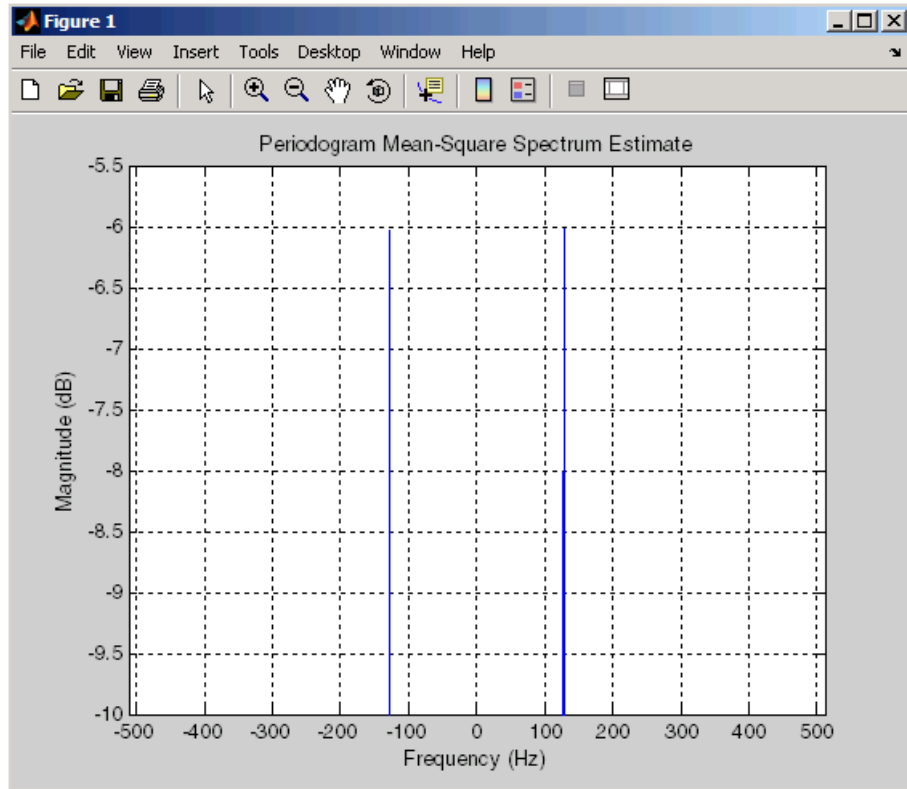 Figure 1
File Edit View Insert Tools Desktop Window Help
Periodogram Mean-Square Spectrum Estimate
-5.5
-6
-6.5
-7
-7.5
-8
-8.5
-9
-9.5
-10
Magnitude (dB)
-500 -400 -300 -200 -100 0 100 200 300 400 500
Frequency (Hz)